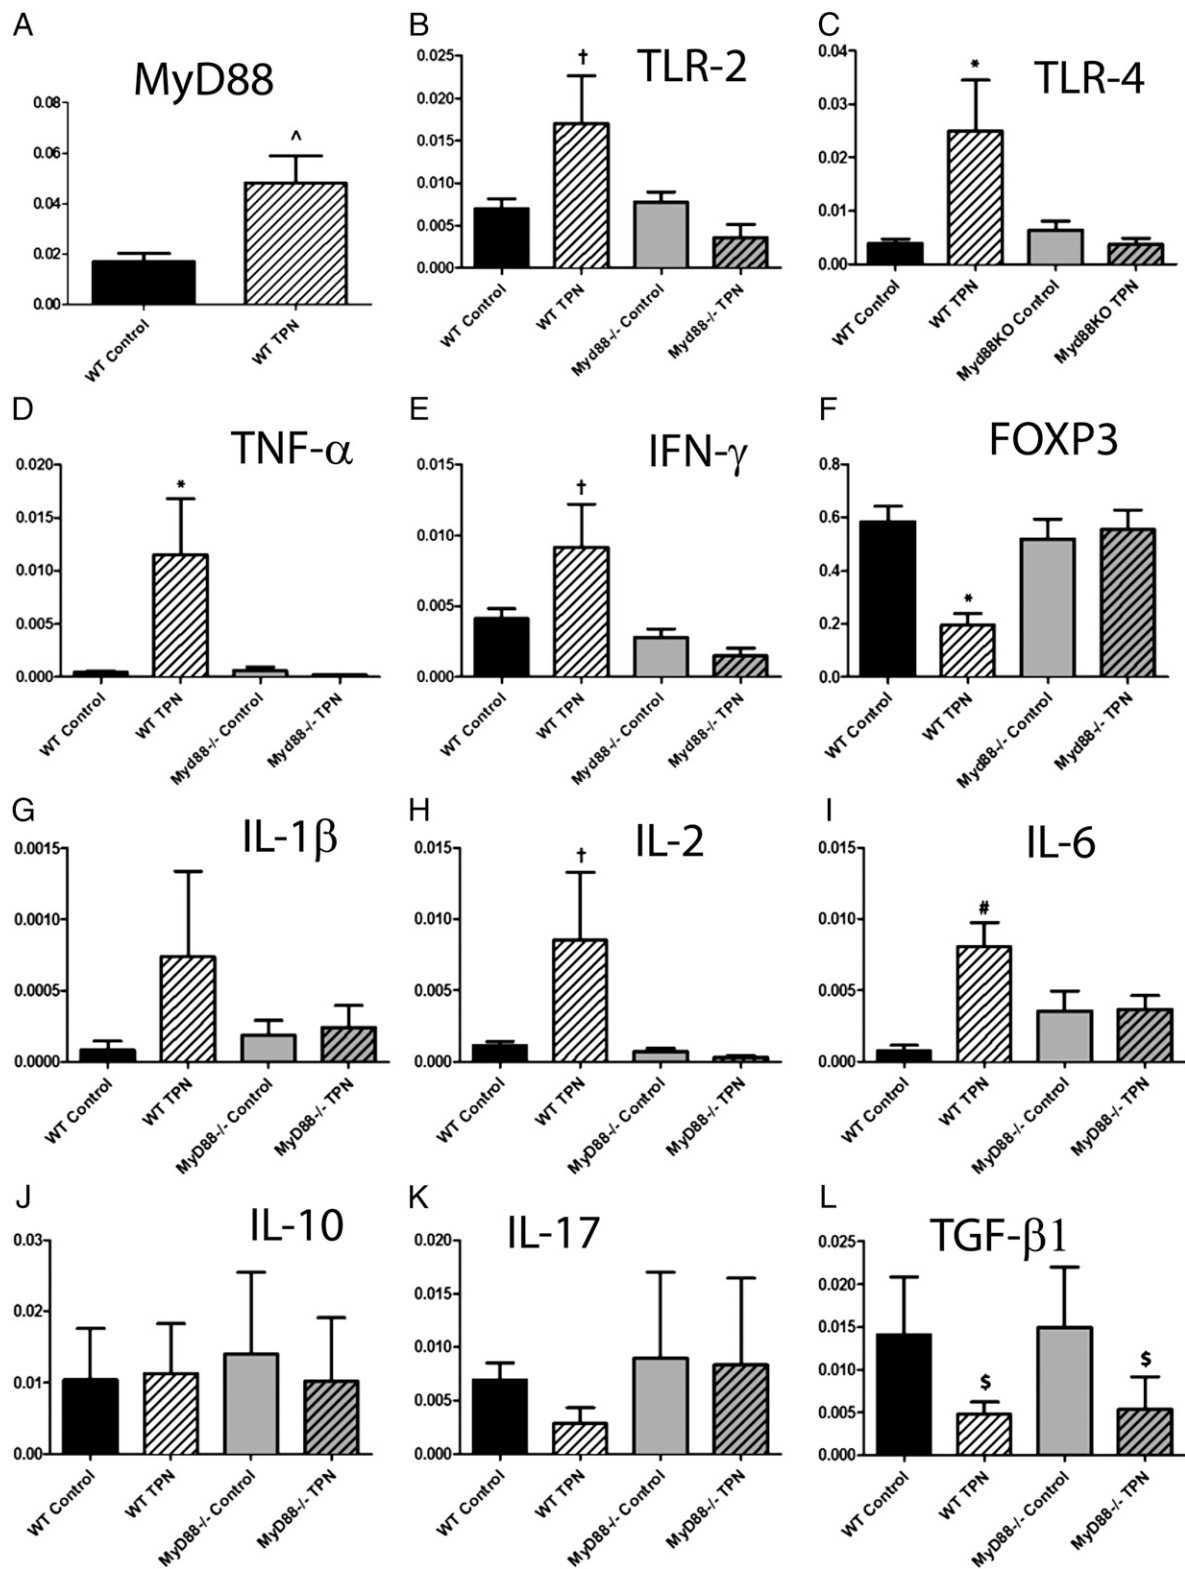 A
MyD88
0.08
0.06
0.04
0.02
0.00
^
WT Control
WT TPN
B
TLR-2
0.025
0.020
0.015
0.010
0.005
0.000
†
WT Control
WT TPN
Myd88-/- Control
Myd88-/- TPN
C
TLR-4
0.04
0.03
0.02
0.01
0.00
*
WT Control
WT TPN
Myd88KO Control
Myd88KO TPN
D
TNF-α
0.020
0.015
0.010
0.005
0.000
*
WT Control
WT TPN
Myd88-/- Control
Myd88-/- TPN
E
IFN-γ
0.015
0.010
0.005
0.000
†
WT Control
WT TPN
Myd88-/- Control
Myd88-/- TPN
F
FOXP3
0.8
0.6
0.4
0.2
0.0
*
WT Control
WT TPN
Myd88-/- Control
Myd88-/- TPN
G
IL-1β
0.0015
0.0010
0.0005
0.0000
WT Control
WT TPN
MyD88-/- Control
MyD88-/- TPN
H
IL-2
0.015
0.010
0.005
0.000
†
WT Control
WT TPN
MyD88-/- Control
MyD88-/- TPN
I
IL-6
0.015
0.010
0.005
0.000
#
WT Control
WT TPN
MyD88-/- Control
MyD88-/- TPN
J
IL-10
0.03
0.02
0.01
0.00
WT Control
WT TPN
MyD88-/- Control
MyD88-/- TPN
K
IL-17
0.020
0.015
0.010
0.005
0.000
WT Control
WT TPN
MyD88-/- Control
MyD88-/- TPN
L
TGF-β1
0.025
0.020
0.015
0.010
0.005
0.000
$
$
WT Control
WT TPN
MyD88-/- Control
MyD88-/- TPN